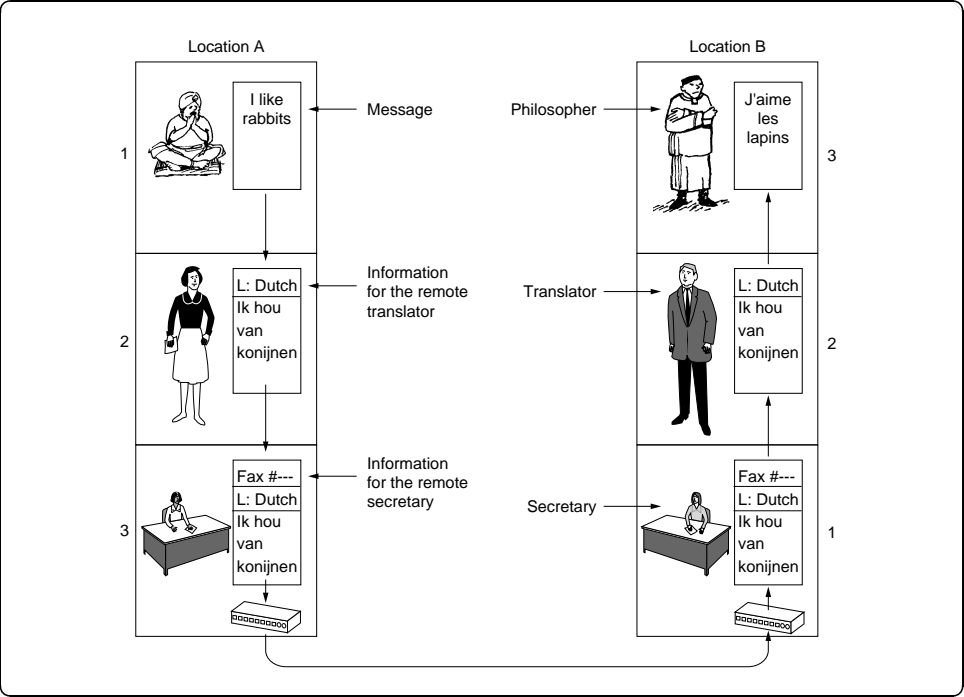 Location A
Location B
I like
rabbits
Message
Philosopher
J'aime
les
lapins
1
3
Information
for the remote
translator
L: Dutch
Ik hou
van
konijnen
Translator
L: Dutch
Ik hou
van
konijnen
2
2
Information
for the remote
secretary
Fax #---
L: Dutch
Ik hou
van
konijnen
Secretary
Fax #---
L: Dutch
Ik hou
van
konijnen
3
1